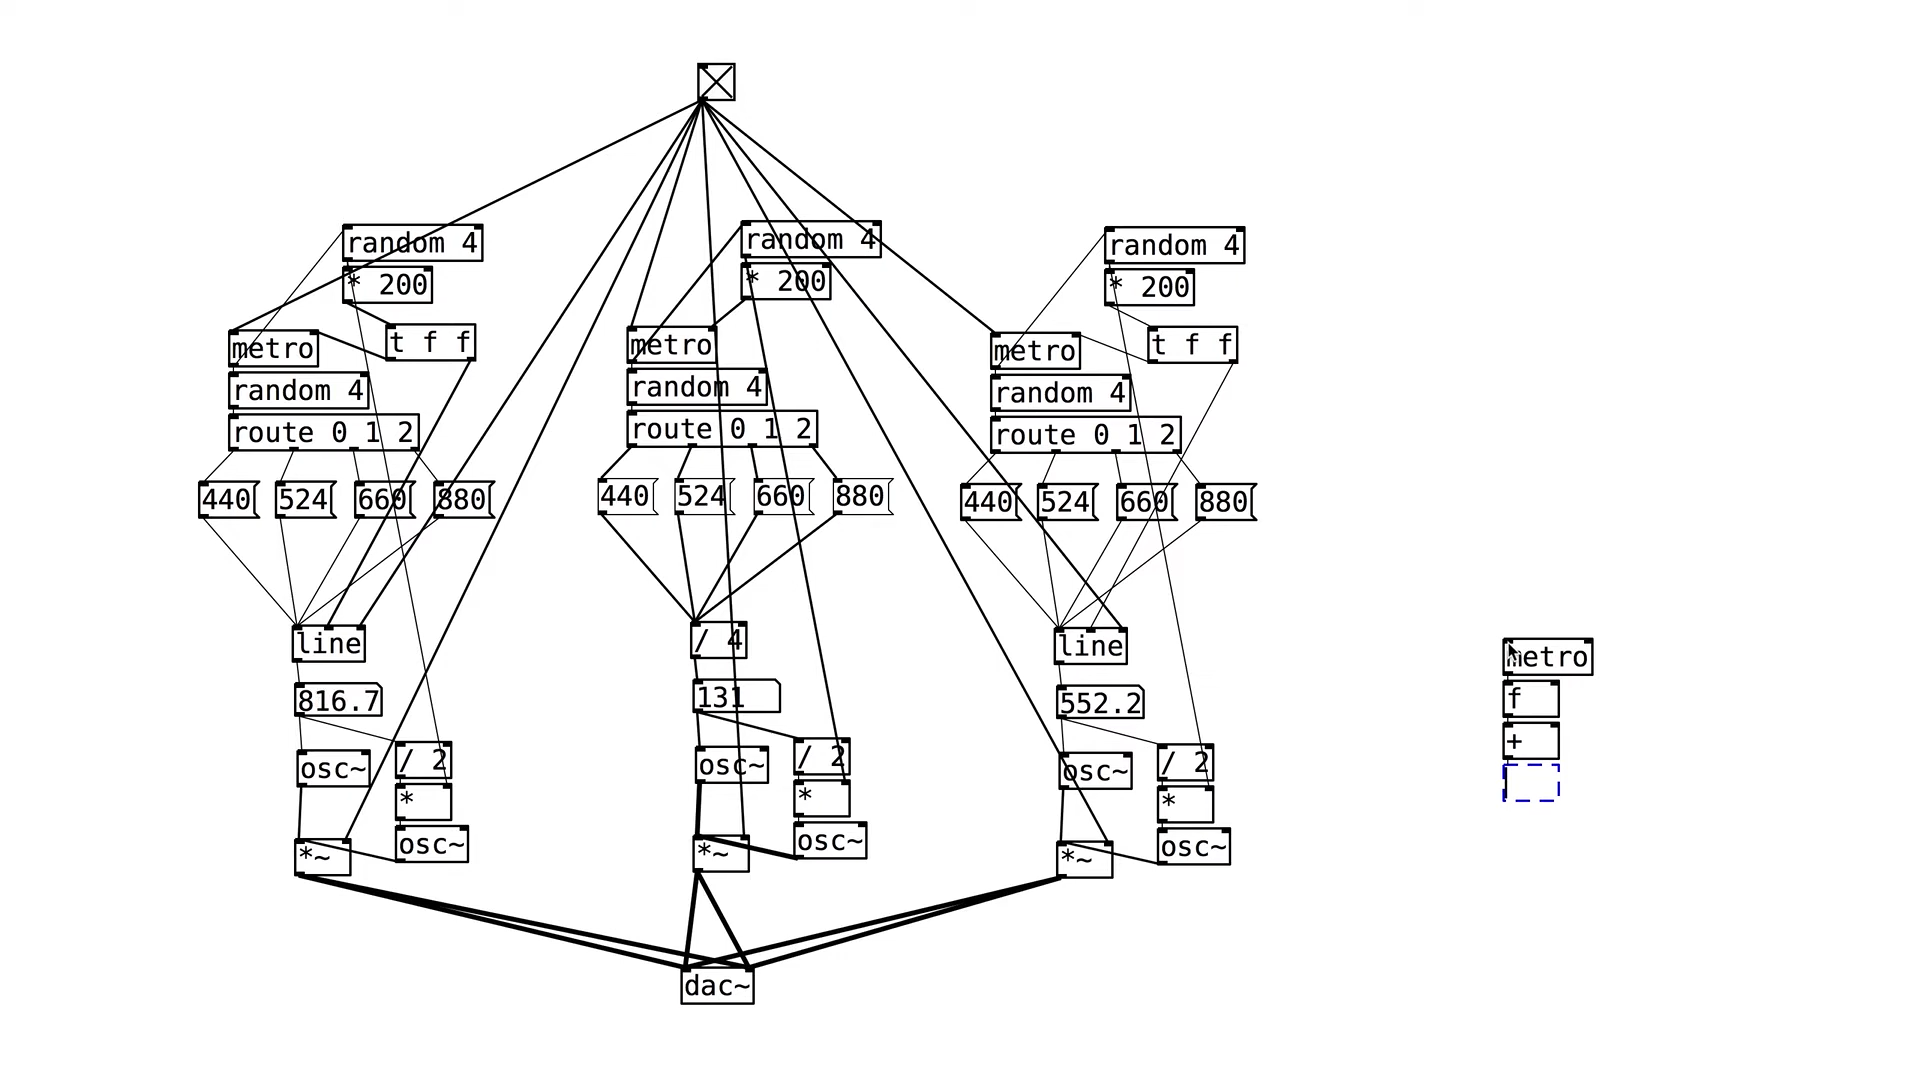 random 4
* 200
metro
t f f
random 4
route 0 1 2
440
524
660
880
line
816.7
osc~
/ 2
*
osc~
*~
random 4
* 200
metro
random 4
route 0 1 2
440
524
660
880
/ 4
131
osc~
/ 2
*
osc~
*~
random 4
* 200
metro
t f f
random 4
route 0 1 2
440
524
660
880
line
552.2
osc~
/ 2
*
osc~
*~
dac~
metro
f
+